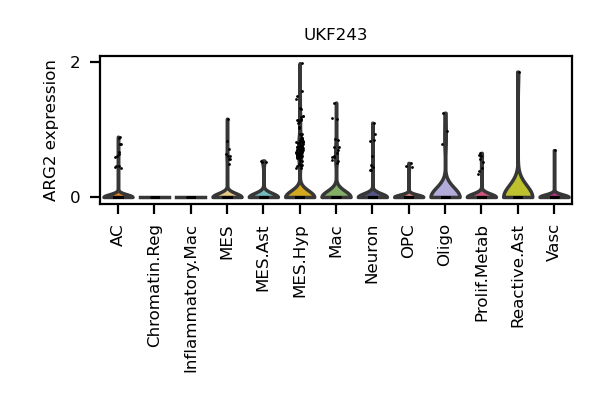 UKF243
ARG2 expression
2
0
AC
Chromatin.Reg
Inflammatory.Mac
MES
MES.Ast
MES.Hyp
Mac
Neuron
OPC
Oligo
Prolif.Metab
Reactive.Ast
Vasc